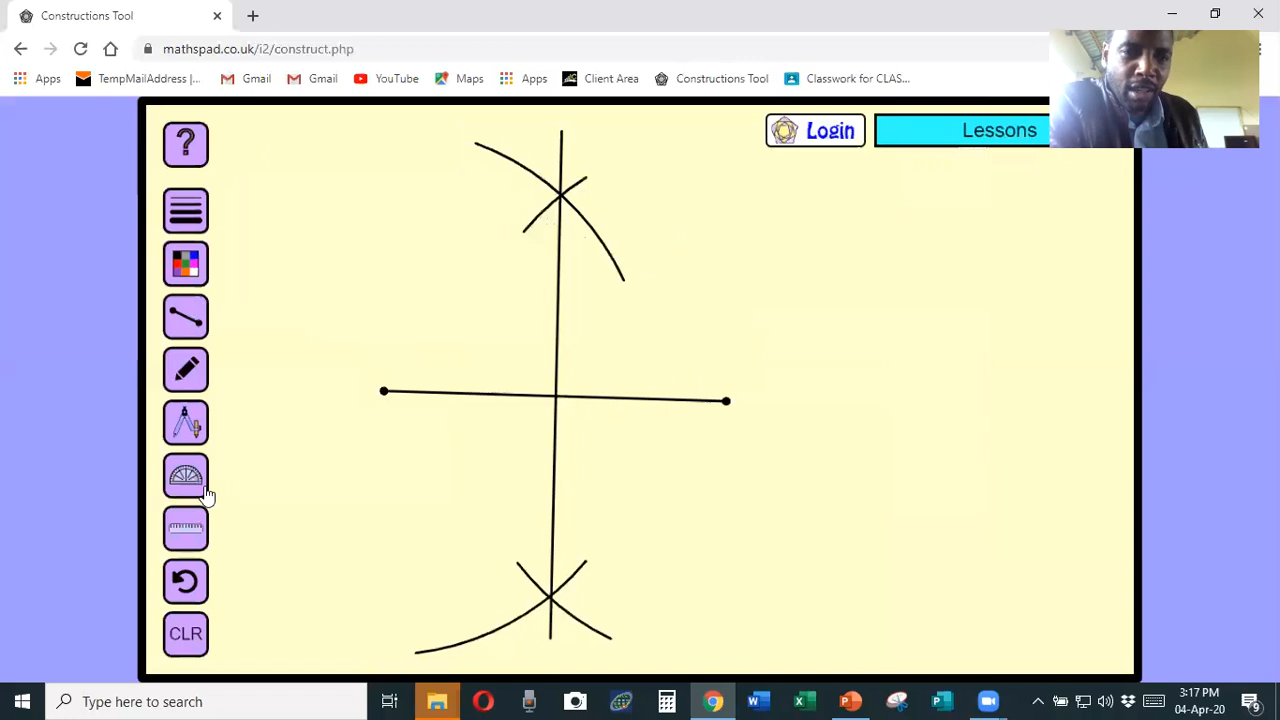 Constructions Tool
mathspad.co.uk/i2/construct.php
Apps TempMailAddress |... Gmail Gmail YouTube Maps Apps Client Area Constructions Tool Classwork for CLAS...
? Login Lessons
CLR
Type here to search
3:17 PM
04-Apr-20
9